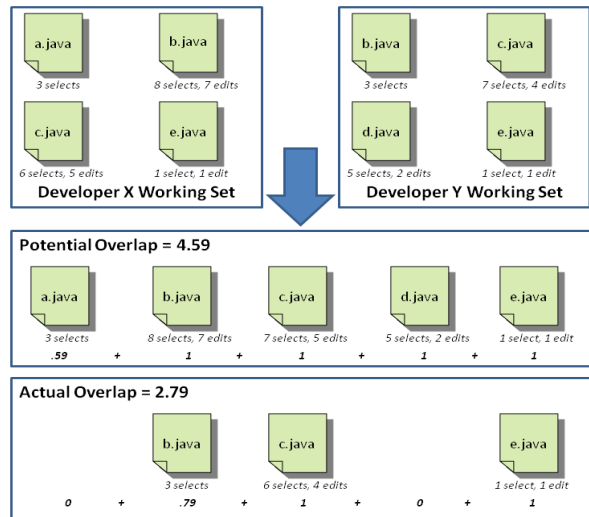 a.java b.java
3 selects 8 selects, 7 edits
c.java e.java
6 selects, 5 edits 1 select, 1 edit
Developer X Working Set
b.java c.java
3 selects 7 selects, 4 edits
d.java e.java
5 selects, 2 edits 1 select, 1 edit
Developer Y Working Set
Potential Overlap = 4.59
a.java b.java c.java d.java e.java
3 selects 8 selects, 7 edits 7 selects, 5 edits 5 selects, 2 edits 1 select, 1 edit
.59 + 1 + 1 + 1 + 1
Actual Overlap = 2.79
b.java c.java e.java
3 selects 6 selects, 4 edits 1 select, 1 edit
0 + .79 + 1 + 0 + 1